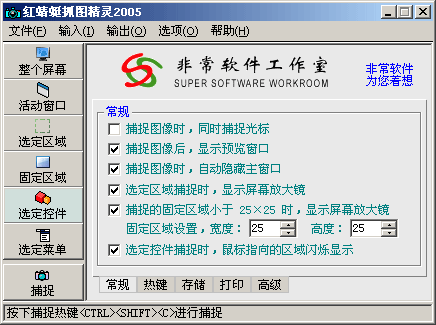 红蜻蜓抓图精灵2005
文件(F) 输入(I) 输出(O) 选项(O) 帮助(H)
整个屏幕
活动窗口
选定区域
固定区域
选定控件
选定菜单
捕捉
非常软件工作室
SUPER SOFTWARE WORKROOM
非常软件
为您着想
常规
捕捉图像时，同时捕捉光标
捕捉图像后，显示预览窗口
捕捉图像时，自动隐藏主窗口
选定区域捕捉时，显示屏幕放大镜
捕捉的固定区域小于 25×25 时，显示屏幕放大镜
固定区域设置，宽度： 25 高度： 25
选定控件捕捉时，鼠标指向的区域闪烁显示
常规 热键 存储 打印 高级
按下捕捉热键<CTRL><SHIFT><C>进行捕捉